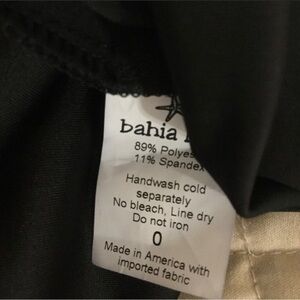 bahia
89% Polyes
11% Spandex
Handwash cold
separately
No bleach, Line dry
Do not iron
0
Made in America with
imported fabric